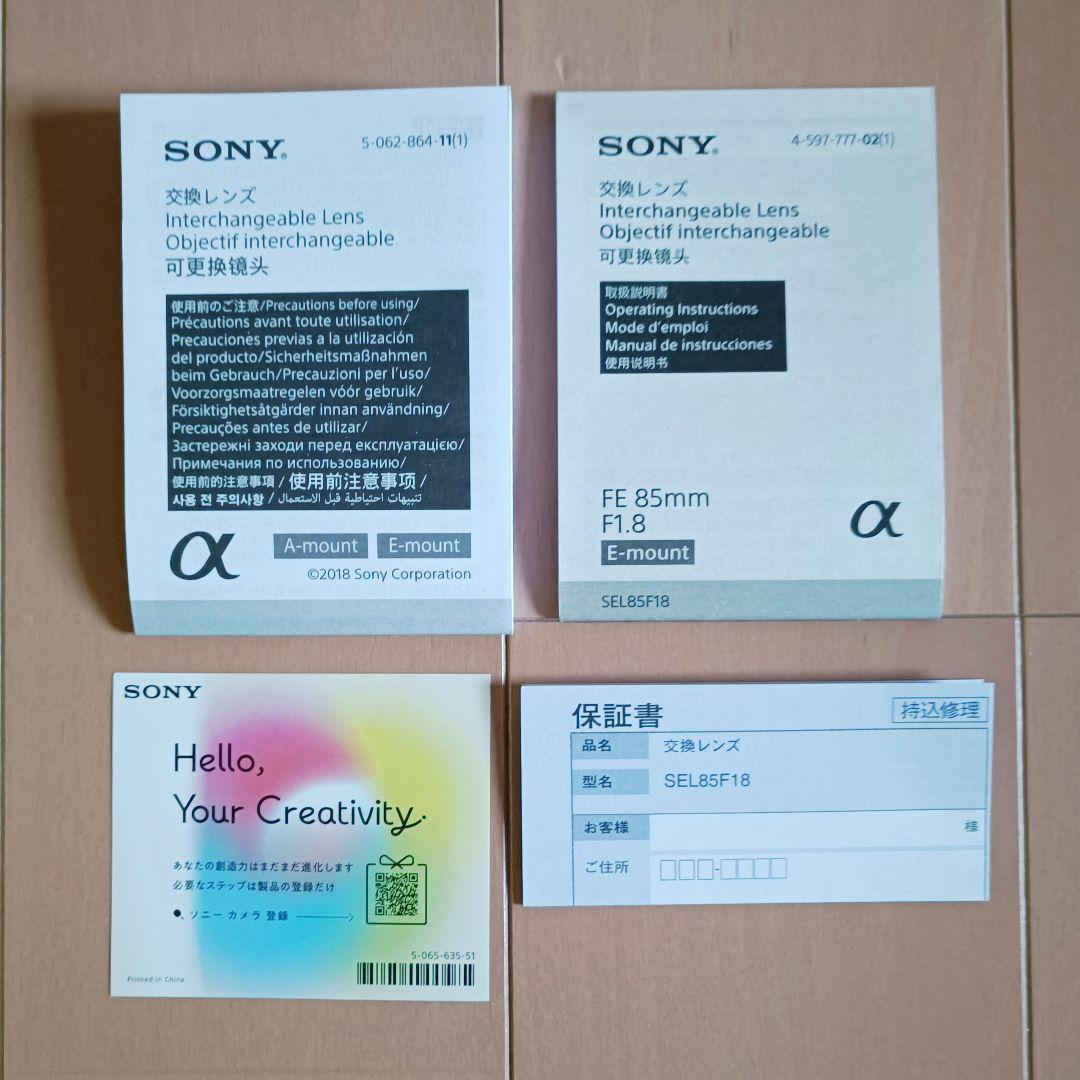 SONY®
5-062-864-11(1)
交換レンズ
Interchangeable Lens
Objectif interchangeable
可更换镜头
使用前のご注意/Precautions before using/
Précautions avant toute utilisation/
Precauciones previas a la utilización
del producto/Sicherheitsmaßnahmen
beim Gebrauch/Precauzioni per l'uso/
Voorzorgsmaatregelen vóór gebruik/
Försiktighetsåtgärder innan användning/
Precauções antes de utilizar/
Застережні заходи перед експлуатацією/
Примечания по использованию/
使用前的注意事項 / 使用前注意事项 /
사용 전 주의사항 / تنبيهات احتياطية قبل الاستعمال
α
A-mount E-mount
©2018 Sony Corporation
SONY®
4-597-777-02(1)
交換レンズ
Interchangeable Lens
Objectif interchangeable
可更换镜头
取扱説明書
Operating Instructions
Mode d'emploi
Manual de instrucciones
使用说明书
FE 85mm
F1.8
E-mount
α
SEL85F18
SONY
Hello,
Your Creativity.
あなたの創造力はまだまだ進化します
必要なステップは製品の登録だけ
ソニー カメラ 登録
5-065-635-51
Printed in China
保証書
持込修理
品名 交換レンズ
型名 SEL85F18
お客様 様
ご住所 □□□-□□□□